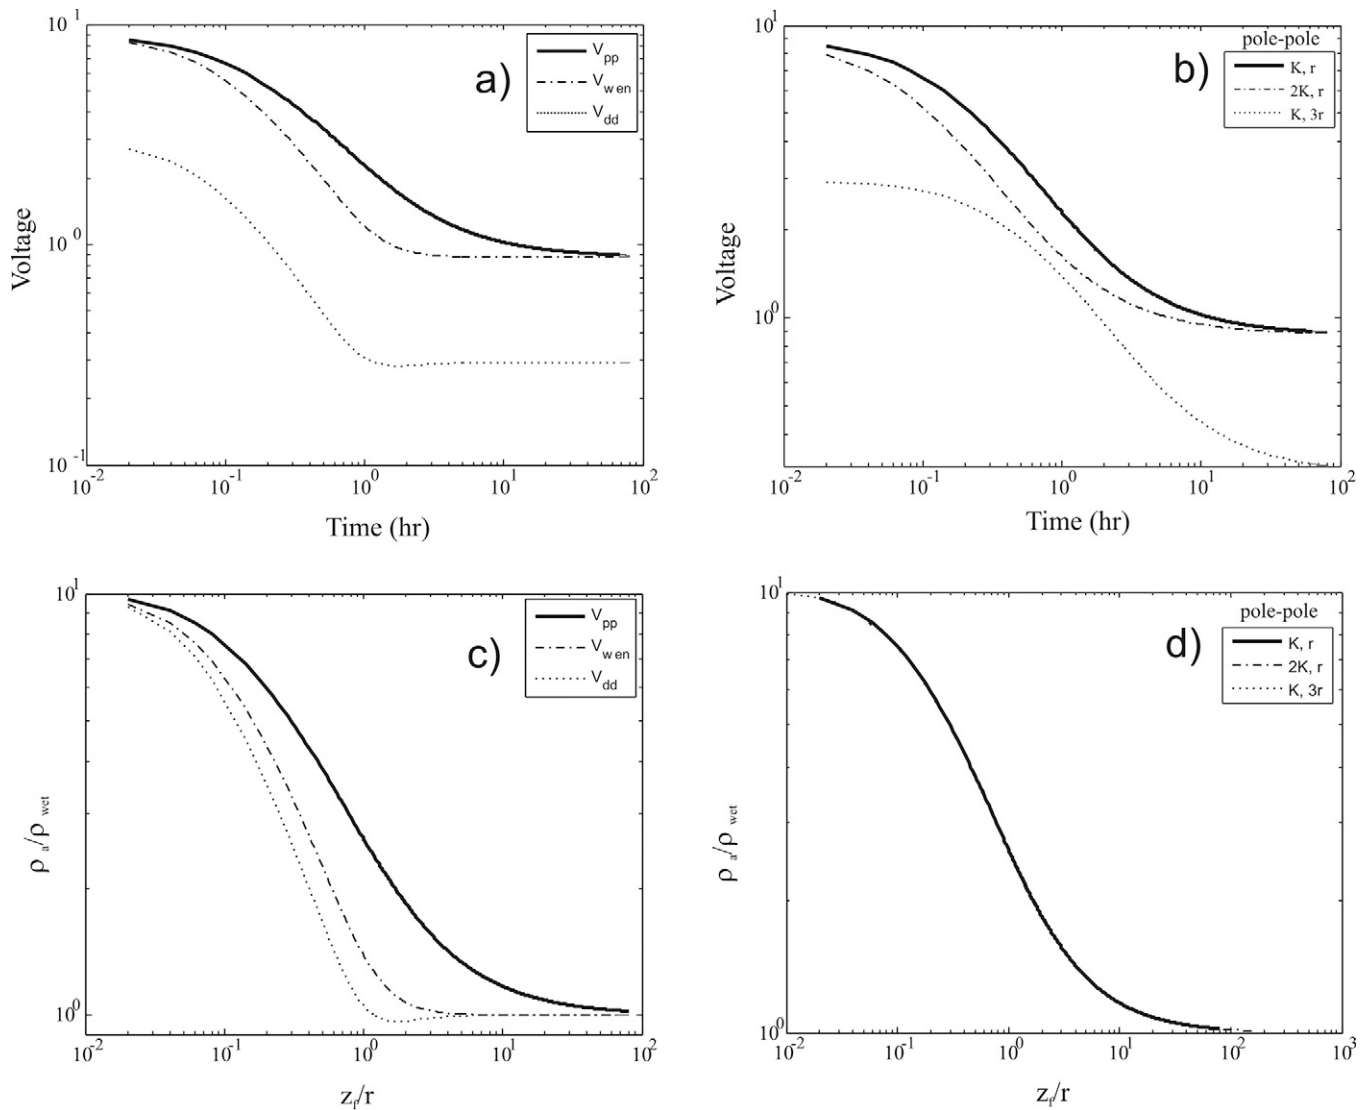 10^1
10^0
10^-1
Voltage
a)
V_pp
V_wen
V_dd
10^-2
10^-1
10^0
10^1
10^2
Time (hr)
10^1
10^0
Voltage
b)
pole-pole
K, r
2K, r
K, 3r
10^-2
10^-1
10^0
10^1
10^2
Time (hr)
10^1
10^0
ρ_a/ρ_wet
c)
V_pp
V_wen
V_dd
10^-2
10^-1
10^0
10^1
10^2
z_f/r
10^1
10^0
ρ_a/ρ_wet
d)
pole-pole
K, r
2K, r
K, 3r
10^-2
10^-1
10^0
10^1
10^2
10^3
z_f/r